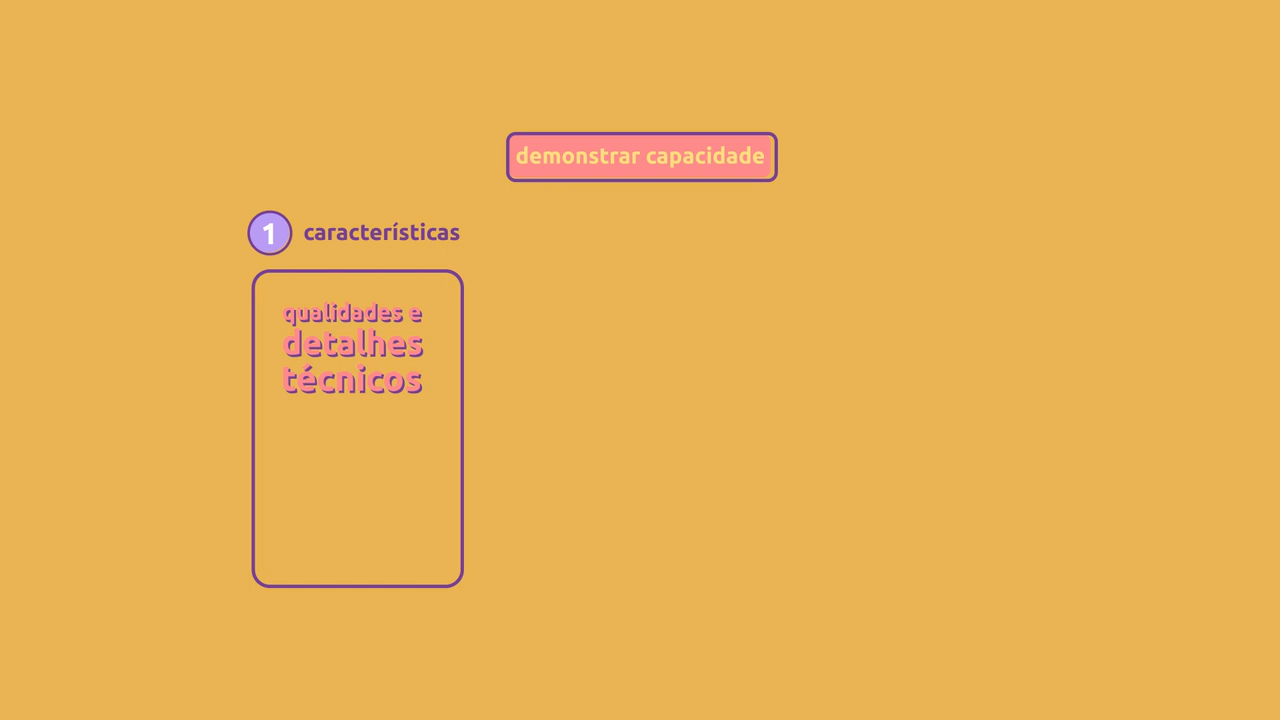 demonstrar capacidade
1 características
qualidades e
detalhes
técnicos